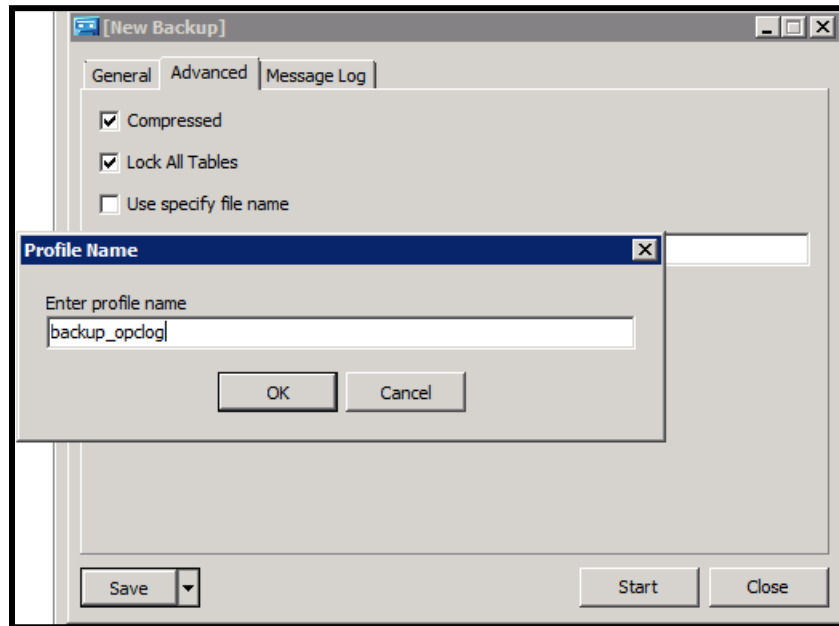 [New Backup]
General Advanced Message Log
Compressed
Lock All Tables
Use specify file name
Profile Name
Enter profile name
backup_opclog
OK Cancel
Save Start Close